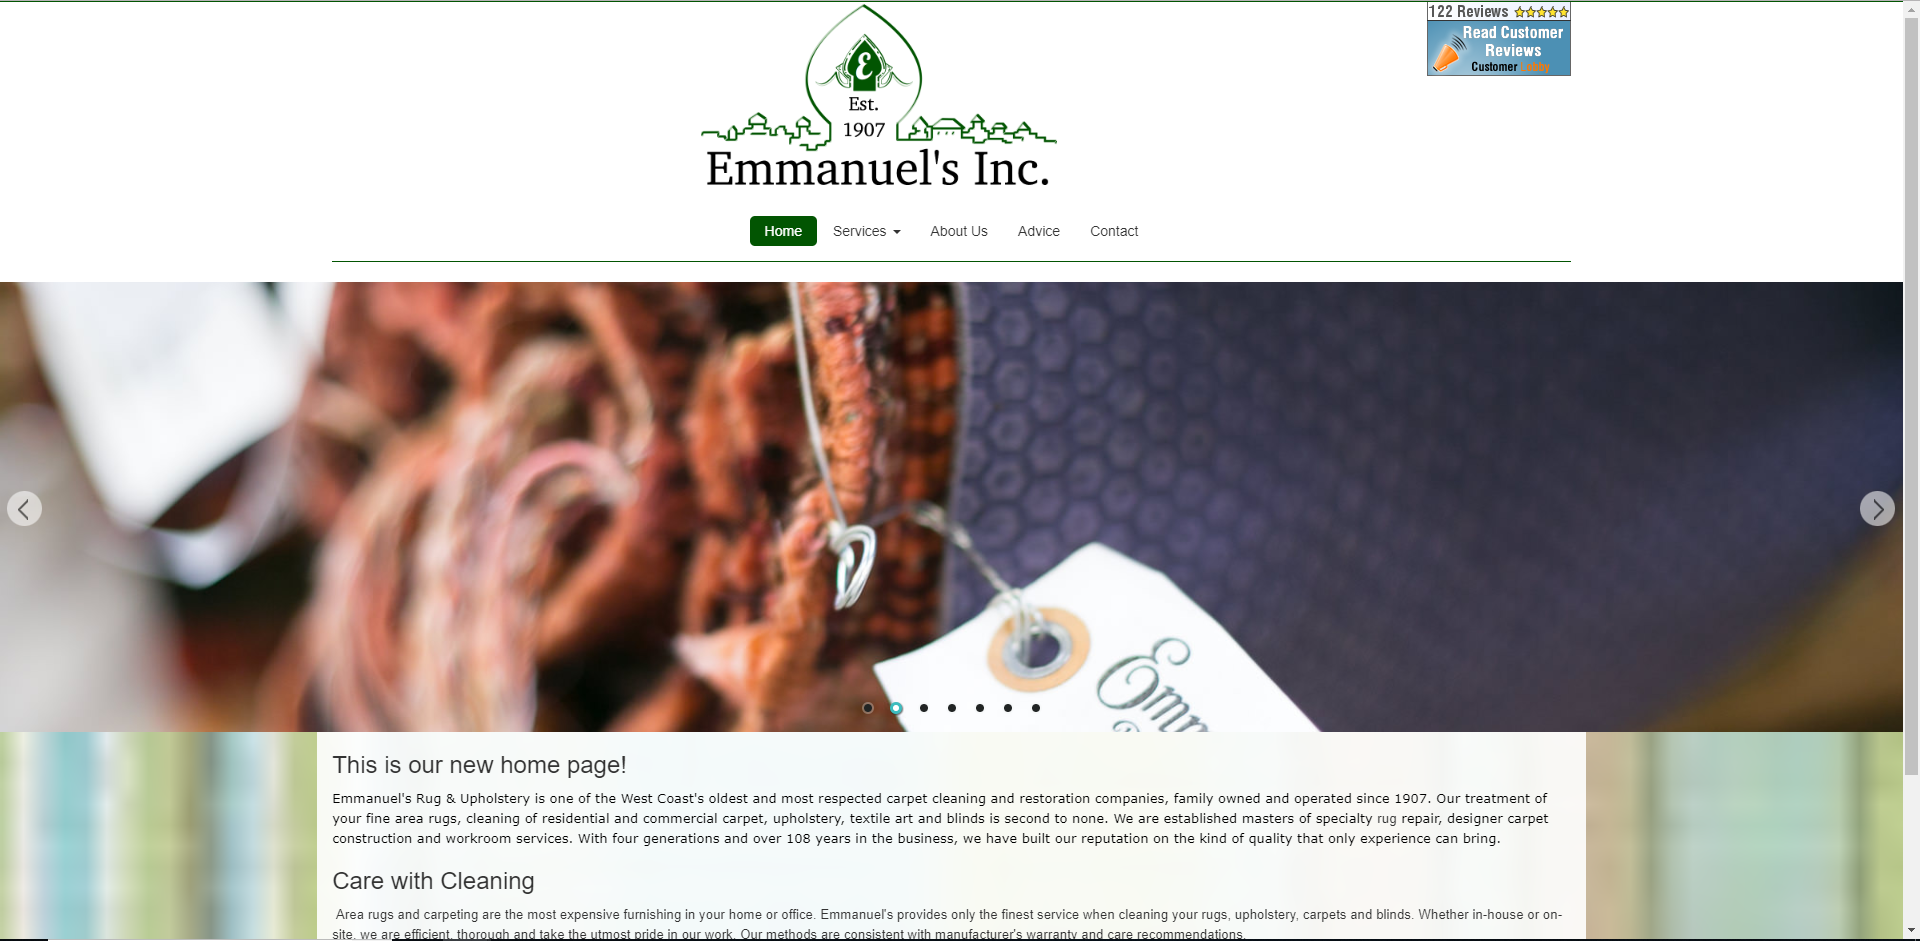 122 Reviews
Read Customer
Reviews
Customer Lobby
E
Est.
1907
Emmanuel's Inc.
Home Services About Us Advice Contact
Emm
This is our new home page!
Emmanuel's Rug & Upholstery is one of the West Coast's oldest and most respected carpet cleaning and restoration companies, family owned and operated since 1907. Our treatment of
your fine area rugs, cleaning of residential and commercial carpet, upholstery, textile art and blinds is second to none. We are established masters of specialty rug repair, designer carpet
construction and workroom services. With four generations and over 108 years in the business, we have built our reputation on the kind of quality that only experience can bring.
Care with Cleaning
Area rugs and carpeting are the most expensive furnishing in your home or office. Emmanuel's provides only the finest service when cleaning your rugs, upholstery, carpets and blinds. Whether in-house or on-
site, we are efficient, thorough and take the utmost pride in our work. Our methods are consistent with manufacturer's warranty and care recommendations.